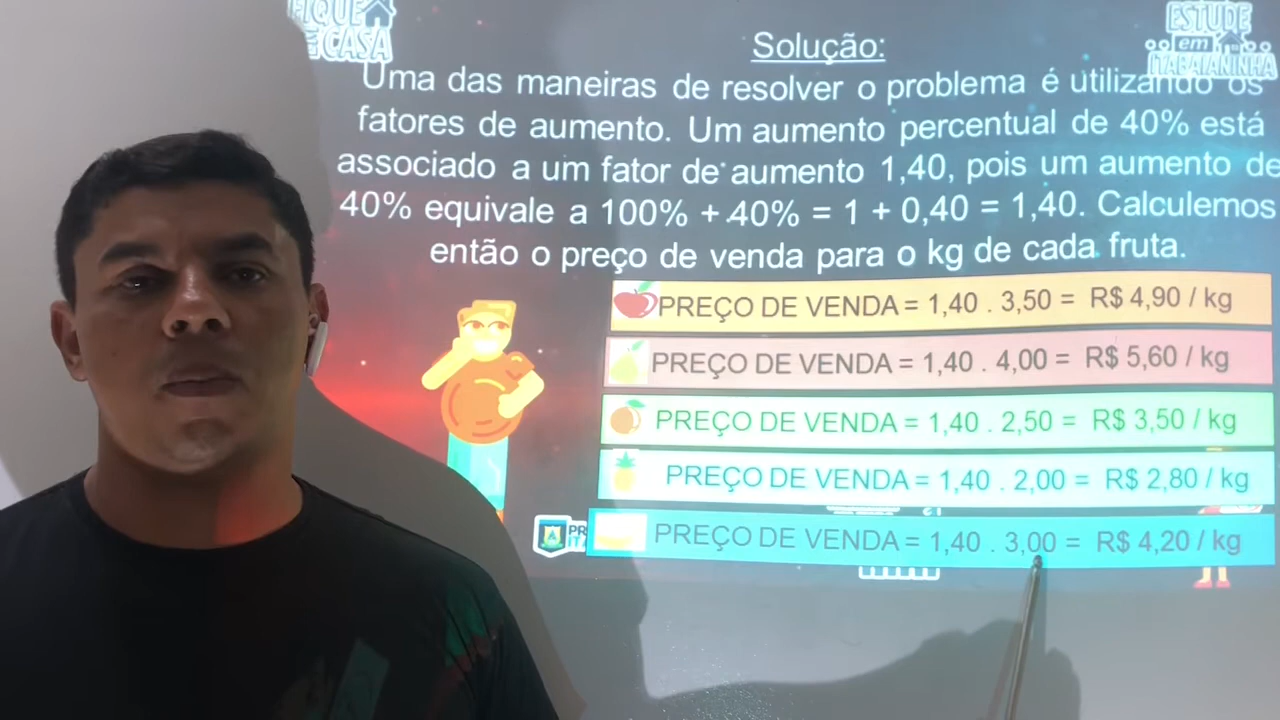 FIQUE
EM
CASA
ESTUDE
em
ITABAIANINHA
Solução:
Uma das maneiras de resolver o problema é utilizando os
fatores de aumento. Um aumento percentual de 40% está
associado a um fator de aumento 1,40, pois um aumento de
40% equivale a 100% + 40% = 1 + 0,40 = 1,40. Calculemos
então o preço de venda para o kg de cada fruta.
PREÇO DE VENDA = 1,40 . 3,50 = R$ 4,90 / kg
PREÇO DE VENDA = 1,40 . 4,00 = R$ 5,60 / kg
PREÇO DE VENDA = 1,40 . 2,50 = R$ 3,50 / kg
PREÇO DE VENDA = 1,40 . 2,00 = R$ 2,80 / kg
PREÇO DE VENDA = 1,40 . 3,00 = R$ 4,20 / kg